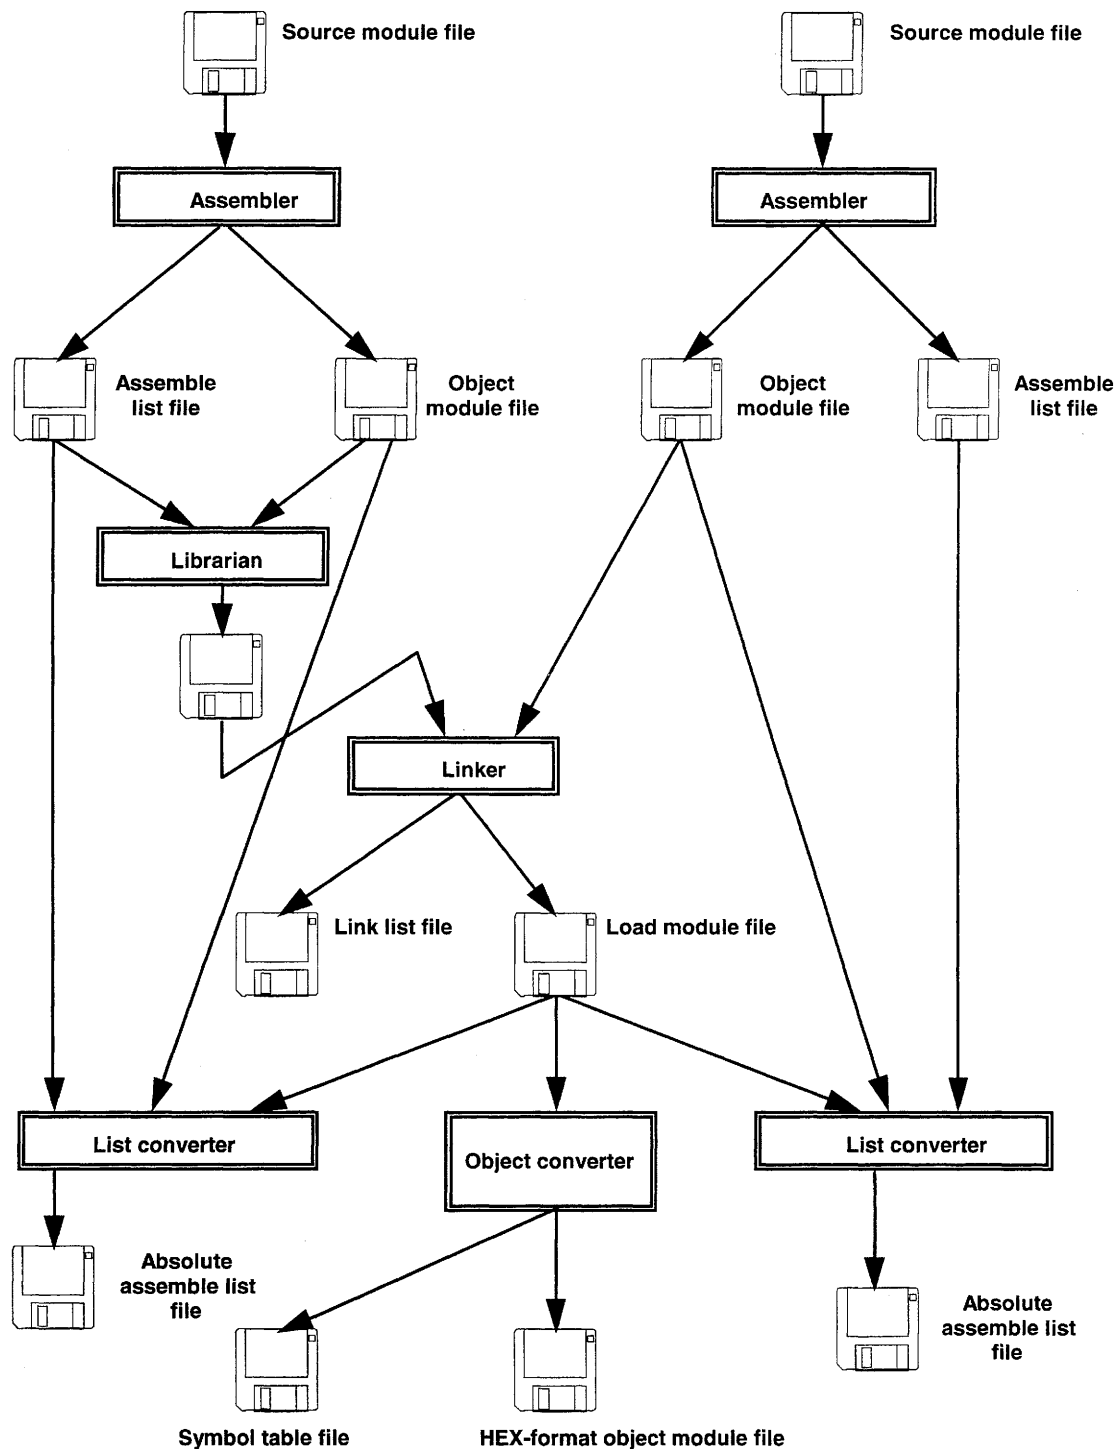 Source module file
Source module file
Assembler
Assembler
Assemble
list file
Object
module file
Object
module file
Assemble
list file
Librarian
Linker
Link list file
Load module file
List converter
Object converter
List converter
Absolute
assemble list
file
Absolute
assemble list
file
Symbol table file
HEX-format object module file